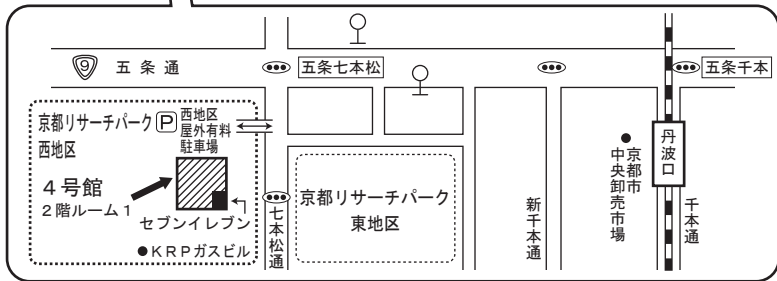 9
五条通
五条七本松
五条千本
京都リサーチパーク
西地区
P
西地区
屋外有料
駐車場
4号館
2階ルーム1
セブンイレブン
●KRPガスビル
七本松通
京都リサーチパーク
東地区
新千本通
●京都市
中央卸売市場
丹波口
千本通